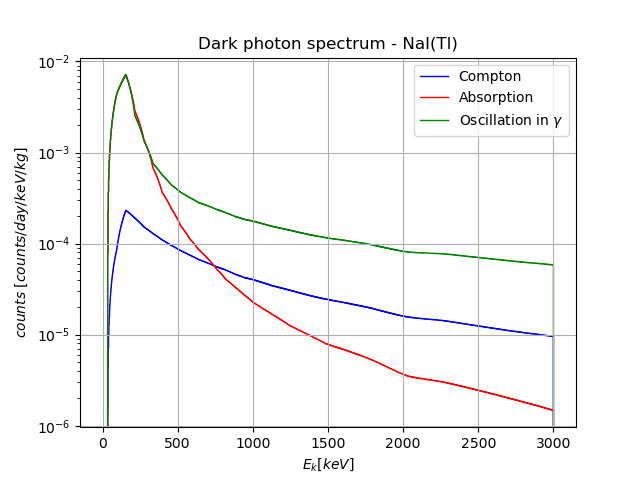 Dark photon spectrum - NaI(Tl)
Compton
Absorption
Oscillation in γ
10⁻²
10⁻³
10⁻⁴
10⁻⁵
10⁻⁶
counts [counts/day/keV/kg]
0 500 1000 1500 2000 2500 3000
E_k[keV]